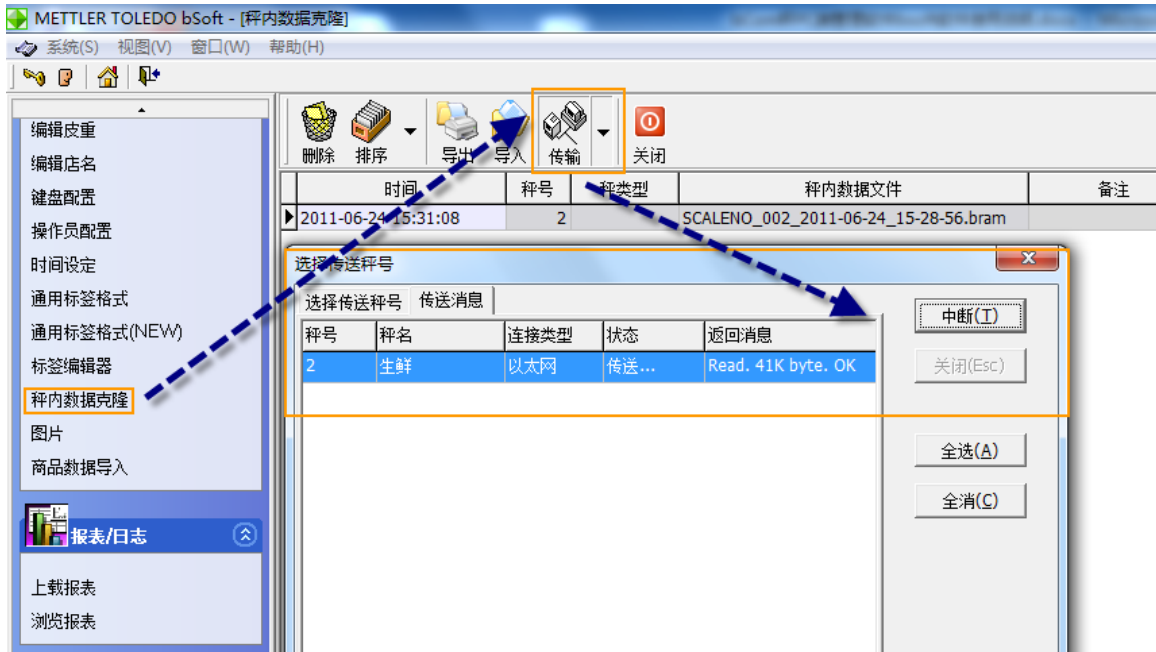 METTLER TOLEDO bSoft - [秤内数据克隆]
系统(S) 视图(V) 窗口(W) 帮助(H)
编辑皮重
编辑店名
键盘配置
操作员配置
时间设定
通用标签格式
通用标签格式(NEW)
标签编辑器
秤内数据克隆
图片
商品数据导入
报表/日志
上载报表
浏览报表
删除 排序 导出 导入 传输 关闭
时间 秤号 秤类型 秤内数据文件 备注
2011-06-24 15:31:08 2 SCALENO_002_2011-06-24_15-28-56.bram
选择传送秤号
选择传送秤号 传送消息
秤号 秤名 连接类型 状态 返回消息
2 生鲜 以太网 传送... Read. 41K byte. OK
中断(T)
关闭(Esc)
全选(A)
全消(C)